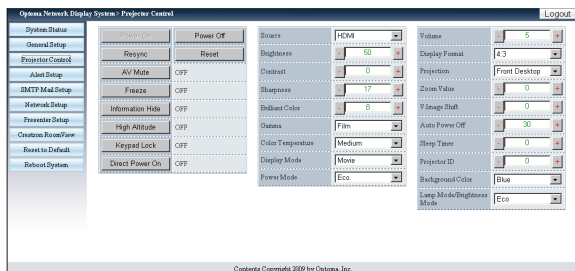 Optoma Network Display System > Projector Control
Logout
System Status
General Setup
Projector Control
Alert Setup
SMTP Mail Setup
Network Setup
Presenter Setup
Crestron RoomView
Reset to Default
Reboot System
Power On Power Off
Resync Reset
AV Mute OFF
Freeze OFF
Information Hide OFF
High Altitude OFF
Keypad Lock OFF
Direct Power On OFF
Source HDMI
Brightness - 50 +
Contrast - 0 +
Sharpness - 17 +
Brilliant Color - 8 +
Gamma Film
Color Temperature Medium
Display Mode Movie
Power Mode Eco.
Volume - 5 +
Display Format 4:3
Projection Front Desktop
Zoom Value - 0 +
V Image Shift - 0 +
Auto Power Off - 30 +
Sleep Timer - 0 +
Projector ID - 0 +
Background Color Blue
Lamp Mode/Brightness
Mode Eco
Contents Copyright 2009 by Optoma, Inc.